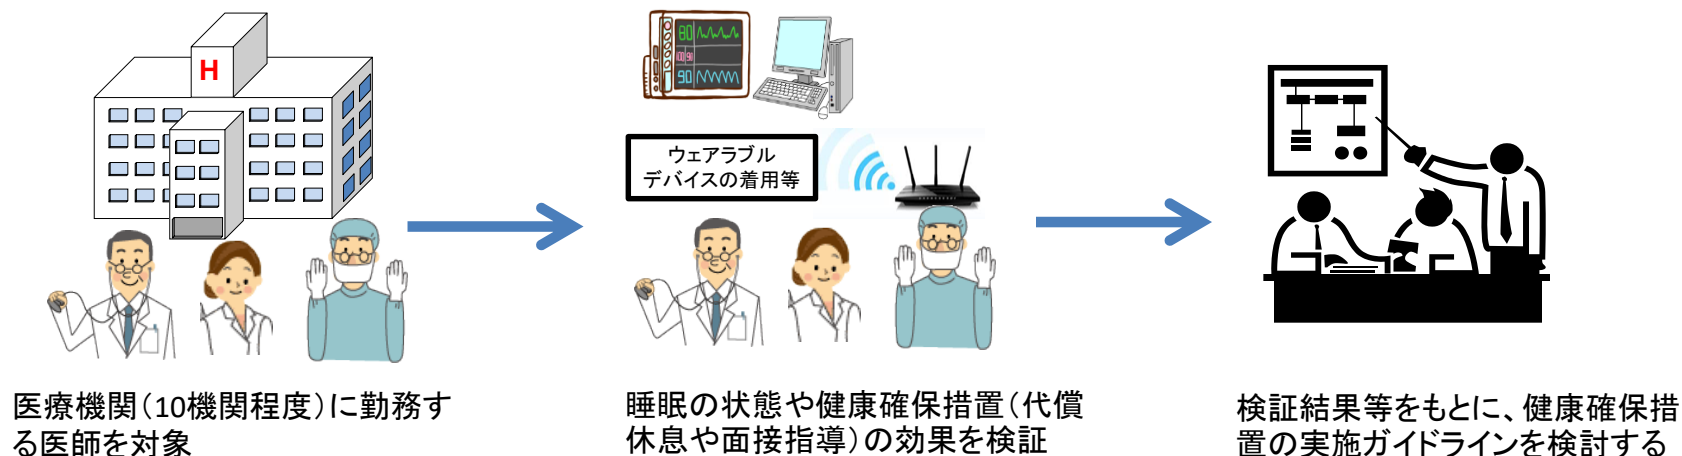 H
80
100 90
90
ウェアラブル
デバイスの着用等
医療機関（10機関程度）に勤務す
る医師を対象
睡眠の状態や健康確保措置（代償
休息や面接指導）の効果を検証
検証結果等をもとに、健康確保措
置の実施ガイドラインを検討する